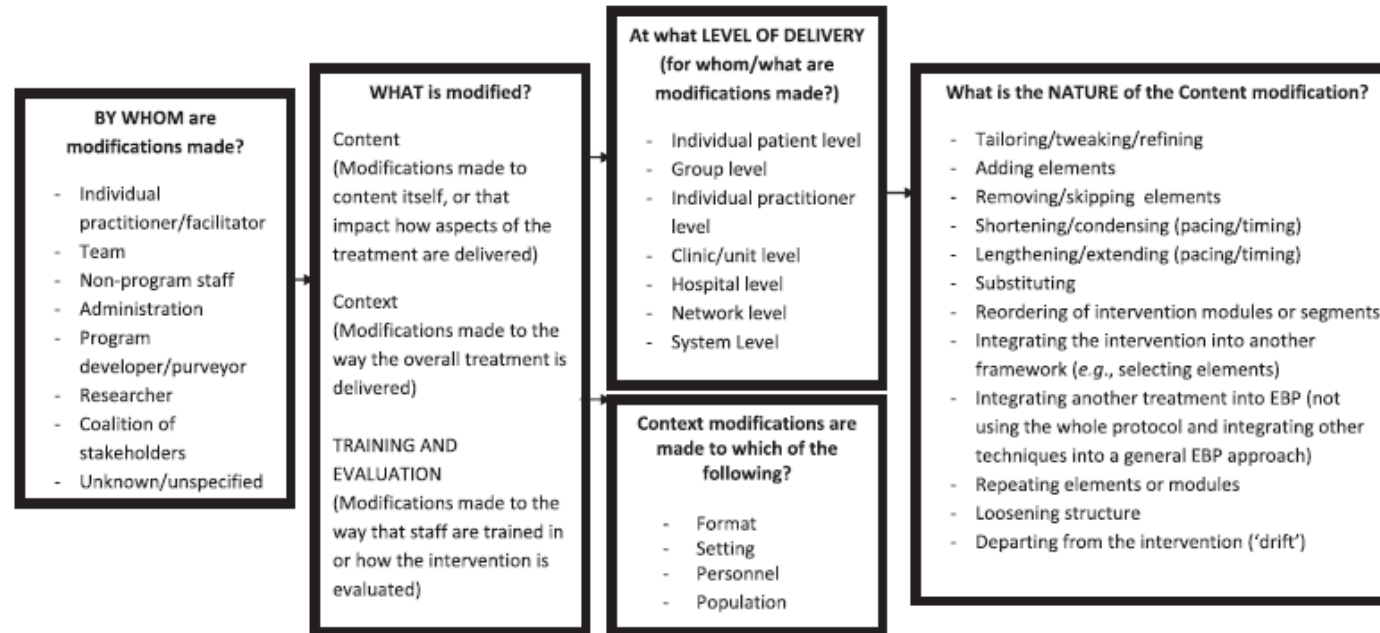 BY WHOM are
modifications made?
- Individual
practitioner/facilitator
- Team
- Non-program staff
- Administration
- Program
developer/purveyor
- Researcher
- Coalition of
stakeholders
- Unknown/unspecified
WHAT is modified?
Content
(Modifications made to
content itself, or that
impact how aspects of the
treatment are delivered)
Context
(Modifications made to the
way the overall treatment is
delivered)
TRAINING AND
EVALUATION
(Modifications made to the
way that staff are trained in
or how the intervention is
evaluated)
At what LEVEL OF DELIVERY
(for whom/what are
modifications made?)
- Individual patient level
- Group level
- Individual practitioner
level
- Clinic/unit level
- Hospital level
- Network level
- System Level
Context modifications are
made to which of the
following?
- Format
- Setting
- Personnel
- Population
What is the NATURE of the Content modification?
- Tailoring/tweaking/refining
- Adding elements
- Removing/skipping elements
- Shortening/condensing (pacing/timing)
- Lengthening/extending (pacing/timing)
- Substituting
- Reordering of intervention modules or segments
- Integrating the intervention into another
framework (e.g., selecting elements)
- Integrating another treatment into EBP (not
using the whole protocol and integrating other
techniques into a general EBP approach)
- Repeating elements or modules
- Loosening structure
- Departing from the intervention (‘drift’)